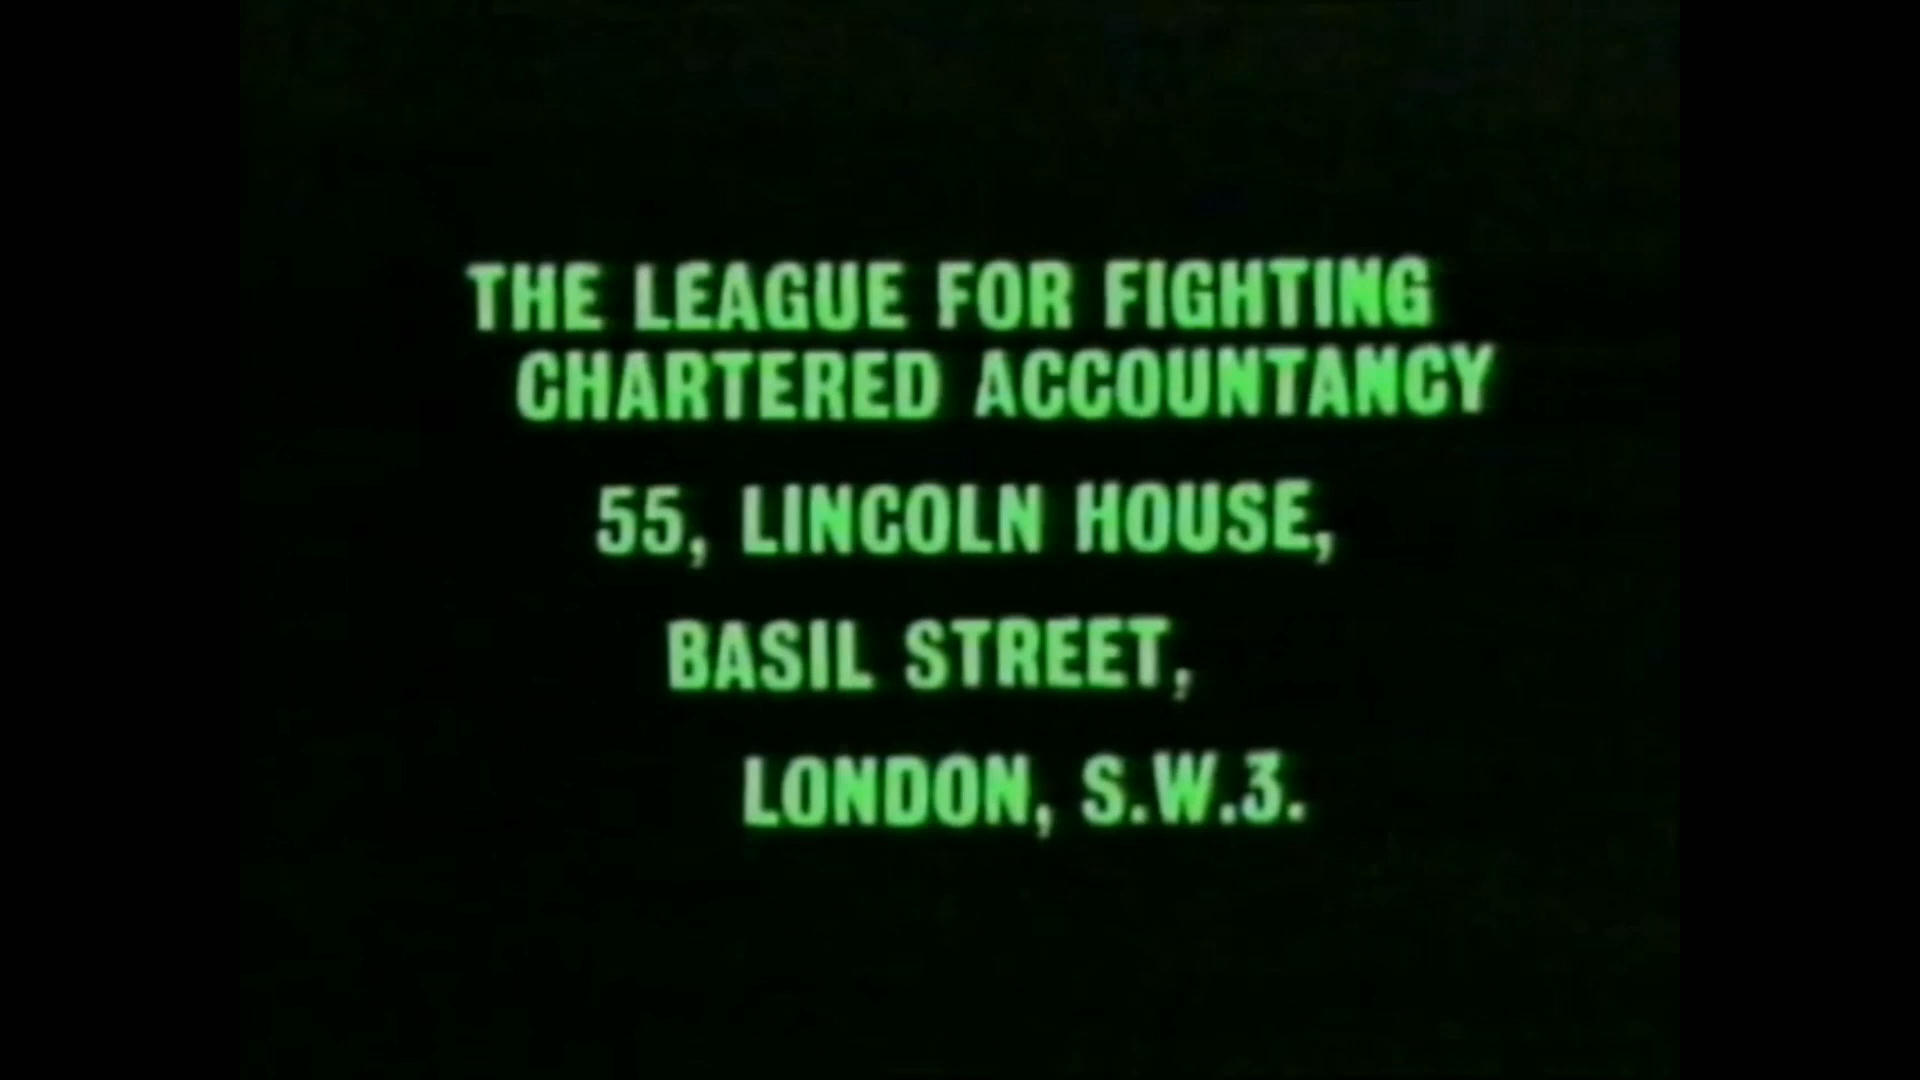 THE LEAGUE FOR FIGHTING
CHARTERED ACCOUNTANCY
55, LINCOLN HOUSE,
BASIL STREET,
LONDON, S.W.3.